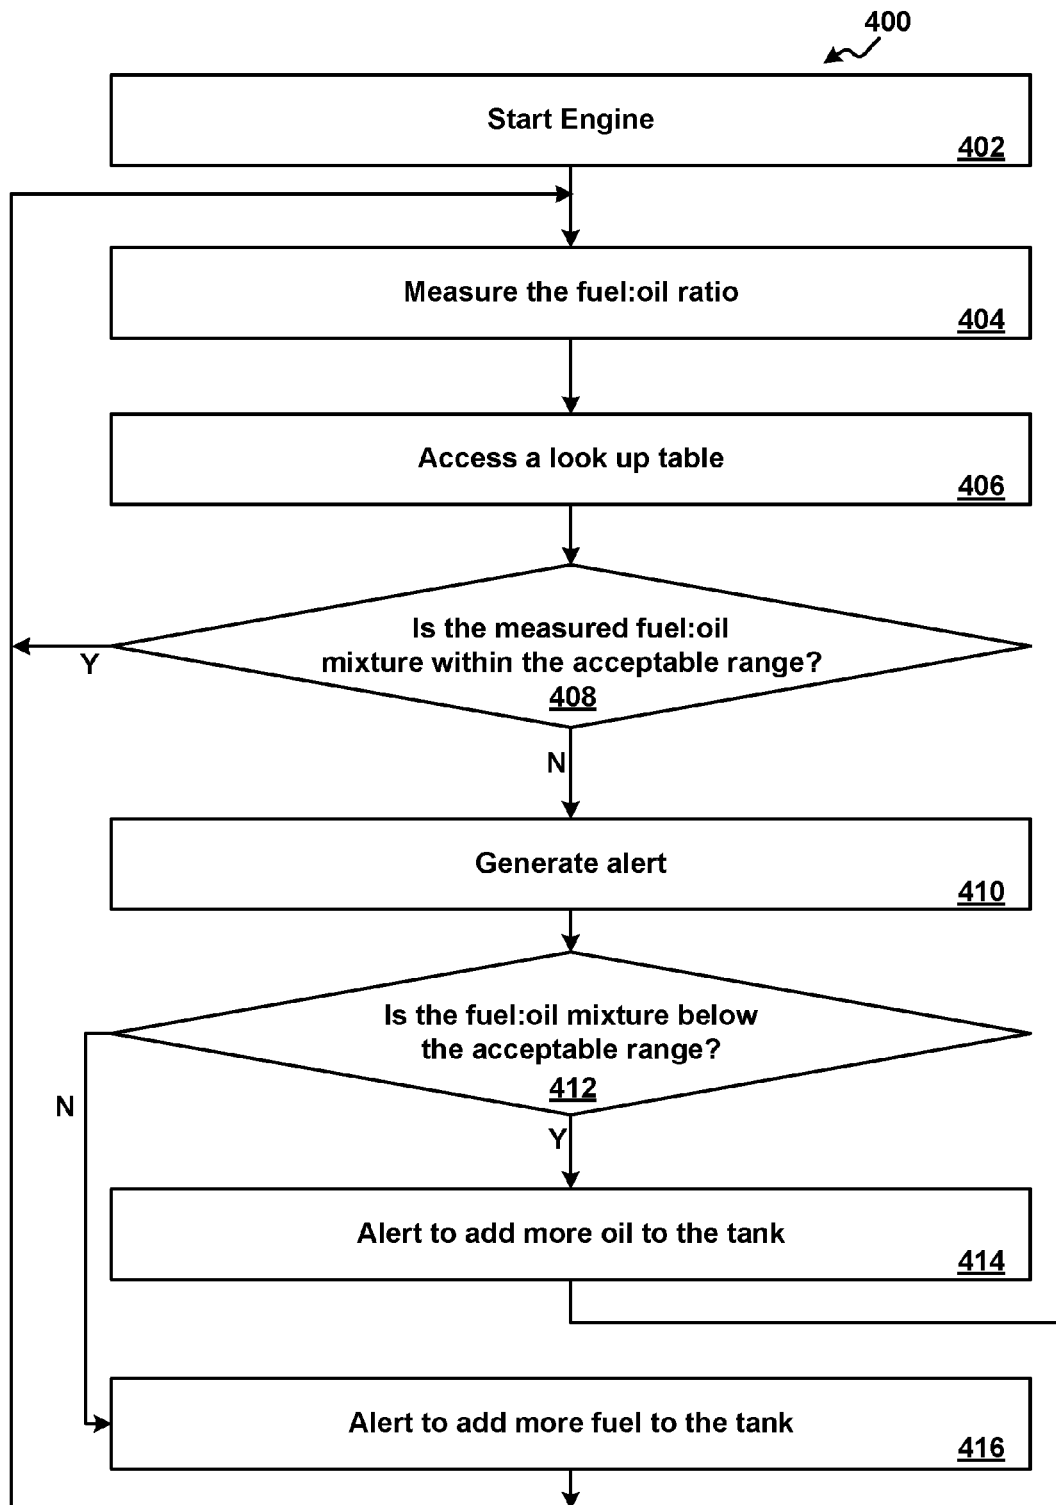 400
Start Engine
402
Measure the fuel:oil ratio
404
Access a look up table
406
Is the measured fuel:oil
mixture within the acceptable range?
408
Y
N
Generate alert
410
Is the fuel:oil mixture below
the acceptable range?
412
N
Y
Alert to add more oil to the tank
414
Alert to add more fuel to the tank
416